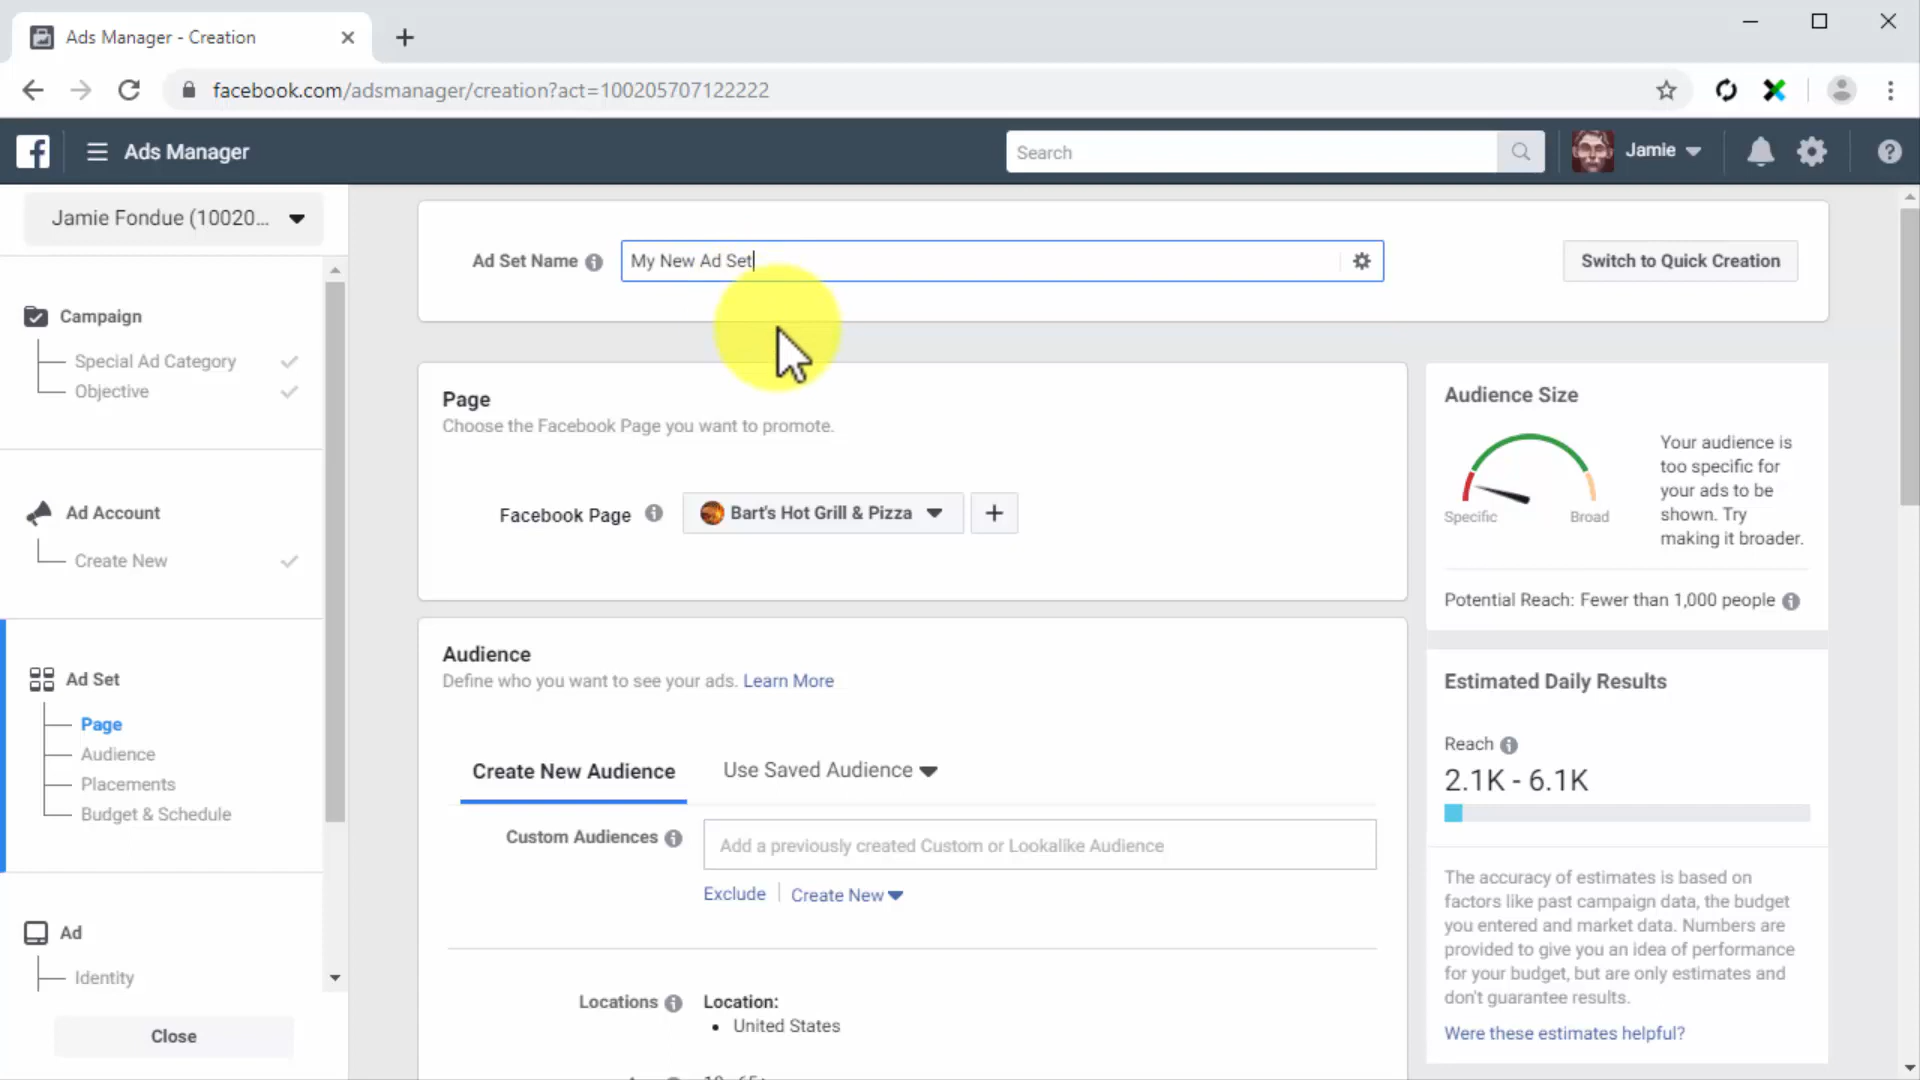 Ads Manager - Creation
facebook.com/adsmanager/creation?act=100205707122222
Ads Manager
Search
Jamie
Jamie Fondue (10020...
Ad Set Name
My New Ad Set
Switch to Quick Creation
Campaign
Special Ad Category
Objective
Ad Account
Create New
Ad Set
Page
Audience
Placements
Budget & Schedule
Ad
Identity
Close
Page
Choose the Facebook Page you want to promote.
Facebook Page
Bart's Hot Grill & Pizza
Audience
Define who you want to see your ads. Learn More
Create New Audience
Use Saved Audience
Custom Audiences
Add a previously created Custom or Lookalike Audience
Exclude
Create New
Locations
Location:
United States
Audience Size
Specific
Broad
Your audience is
too specific for
your ads to be
shown. Try
making it broader.
Potential Reach: Fewer than 1,000 people
Estimated Daily Results
Reach
2.1K - 6.1K
The accuracy of estimates is based on
factors like past campaign data, the budget
you entered and market data. Numbers are
provided to give you an idea of performance
for your budget, but are only estimates and
don't guarantee results.
Were these estimates helpful?